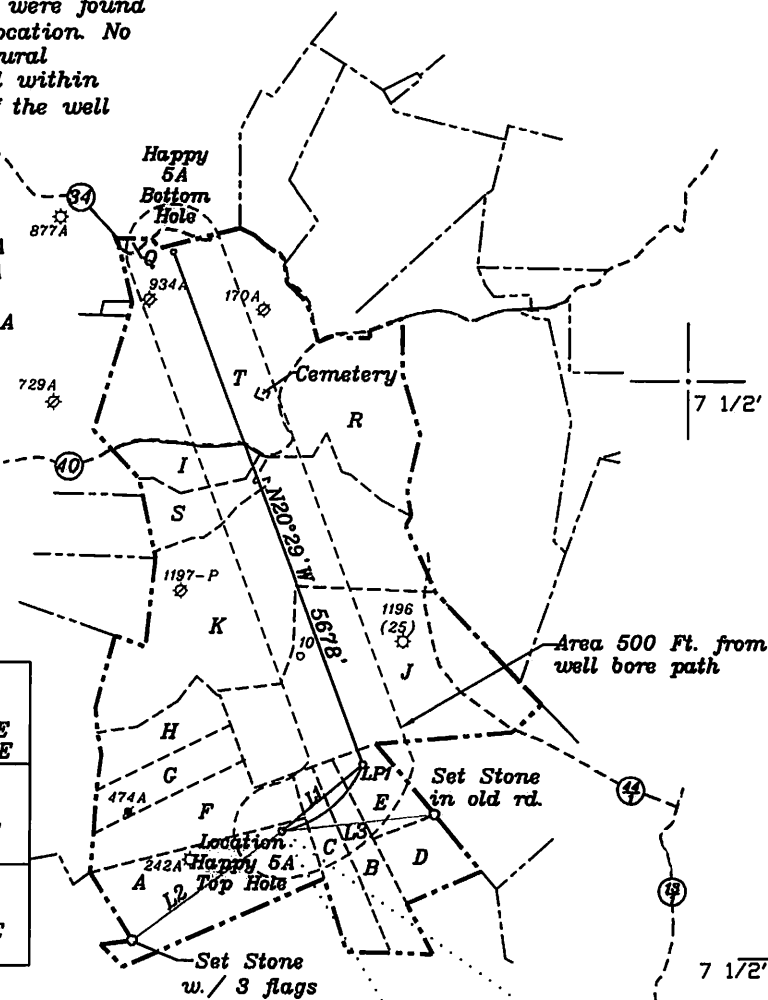 were found
ocation. No
ural
within
f the well
Happy
5A
Bottom
Hole
34
877A
Q
934A
170A
A
T
Cemetery
729A
R
7 1/2'
40
I
S
N20°29'W 5678'
1197-P
1196
(25)
K
10
J
Area 500 Ft. from
well bore path
E
E
H
G
LP1
Set Stone
in old rd.
474A
F
L1
E
L3
Location
Happy 5A
Top Hole
C
B
D
242A
A
L2
Set Stone
w./ 3 flags
7 1/2'